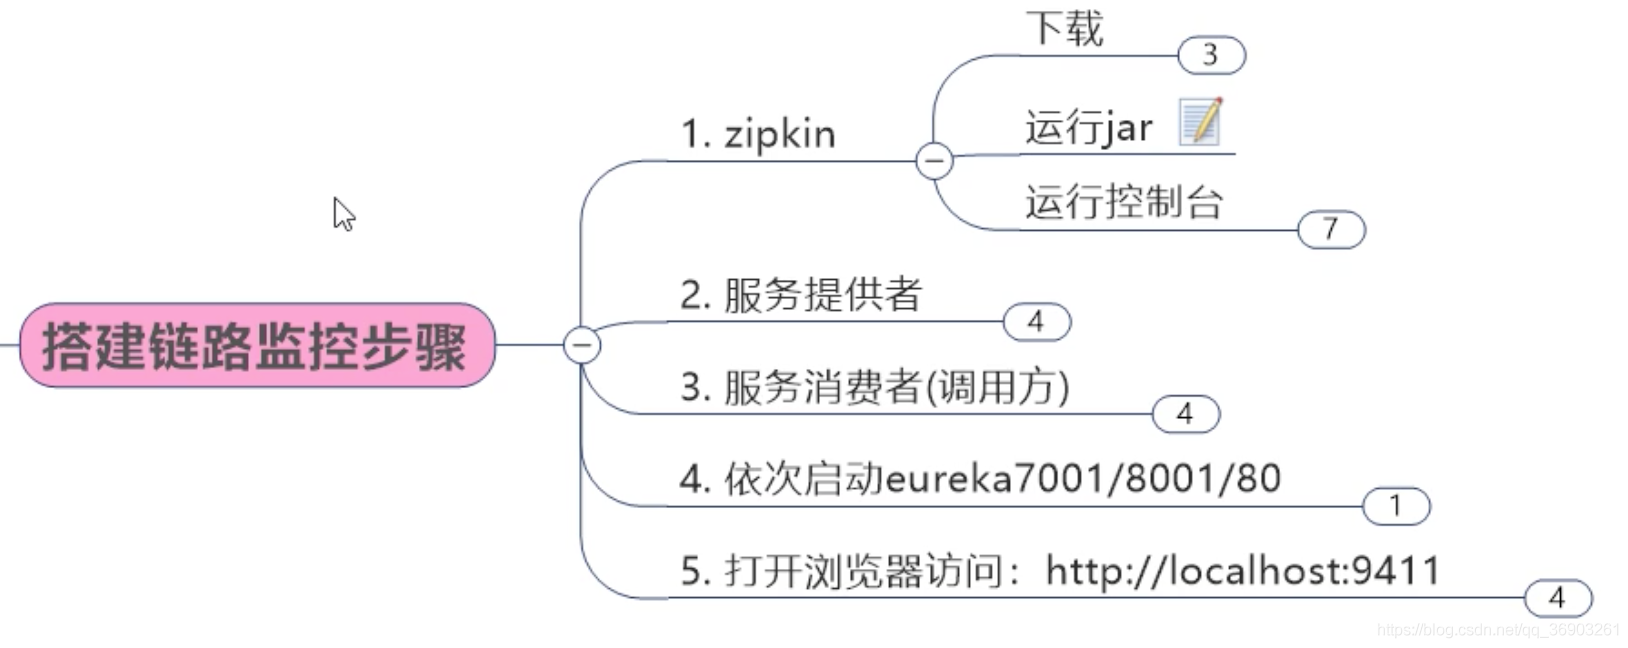 搭建链路监控步骤
1. zipkin
下载
3
运行jar
运行控制台
7
2. 服务提供者
4
3. 服务消费者(调用方)
4
4. 依次启动eureka7001/8001/80
1
5. 打开浏览器访问：http://localhost:9411
4
https://blog.csdn.net/qq_36903261